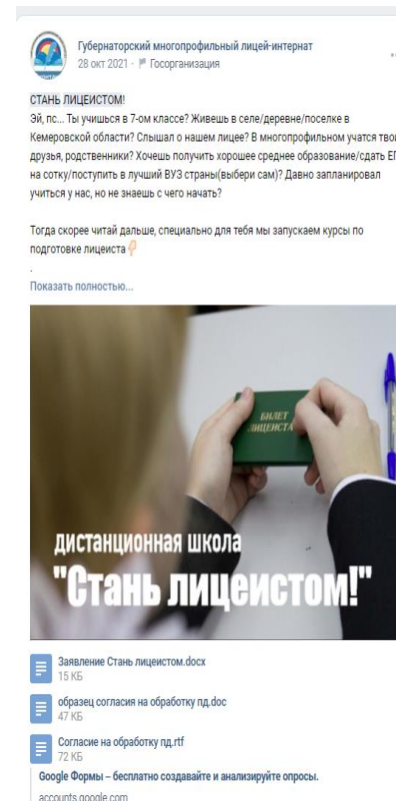 Губернаторский многопрофильный лицей-интернат
28 окт 2021 · Госорганизация
СТАНЬ ЛИЦЕИСТОМ!
Эй, пс... Ты учишься в 7-ом классе? Живешь в селе/деревне/поселке в
Кемеровской области? Слышал о нашем лицее? В многопрофильном учатся твои
друзья, родственники? Хочешь получить хорошее среднее образование/сдать ЕГ
на сотку/поступить в лучший ВУЗ страны(выбери сам)? Давно запланировал
учиться у нас, но не знаешь с чего начать?
Тогда скорее читай дальше, специально для тебя мы запускаем курсы по
подготовке лицеиста👇
.
Показать полностью...
БИЛЕТ
ЛИЦЕИСТА
дистанционная школа
"Стань лицеистом!"
Заявление Стань лицеистом.docx
15 КБ
образец согласия на обработку пд.doc
47 КБ
Согласие на обработку пд.rtf
72 КБ
Google Формы – бесплатно создавайте и анализируйте опросы.
accounts.google.com